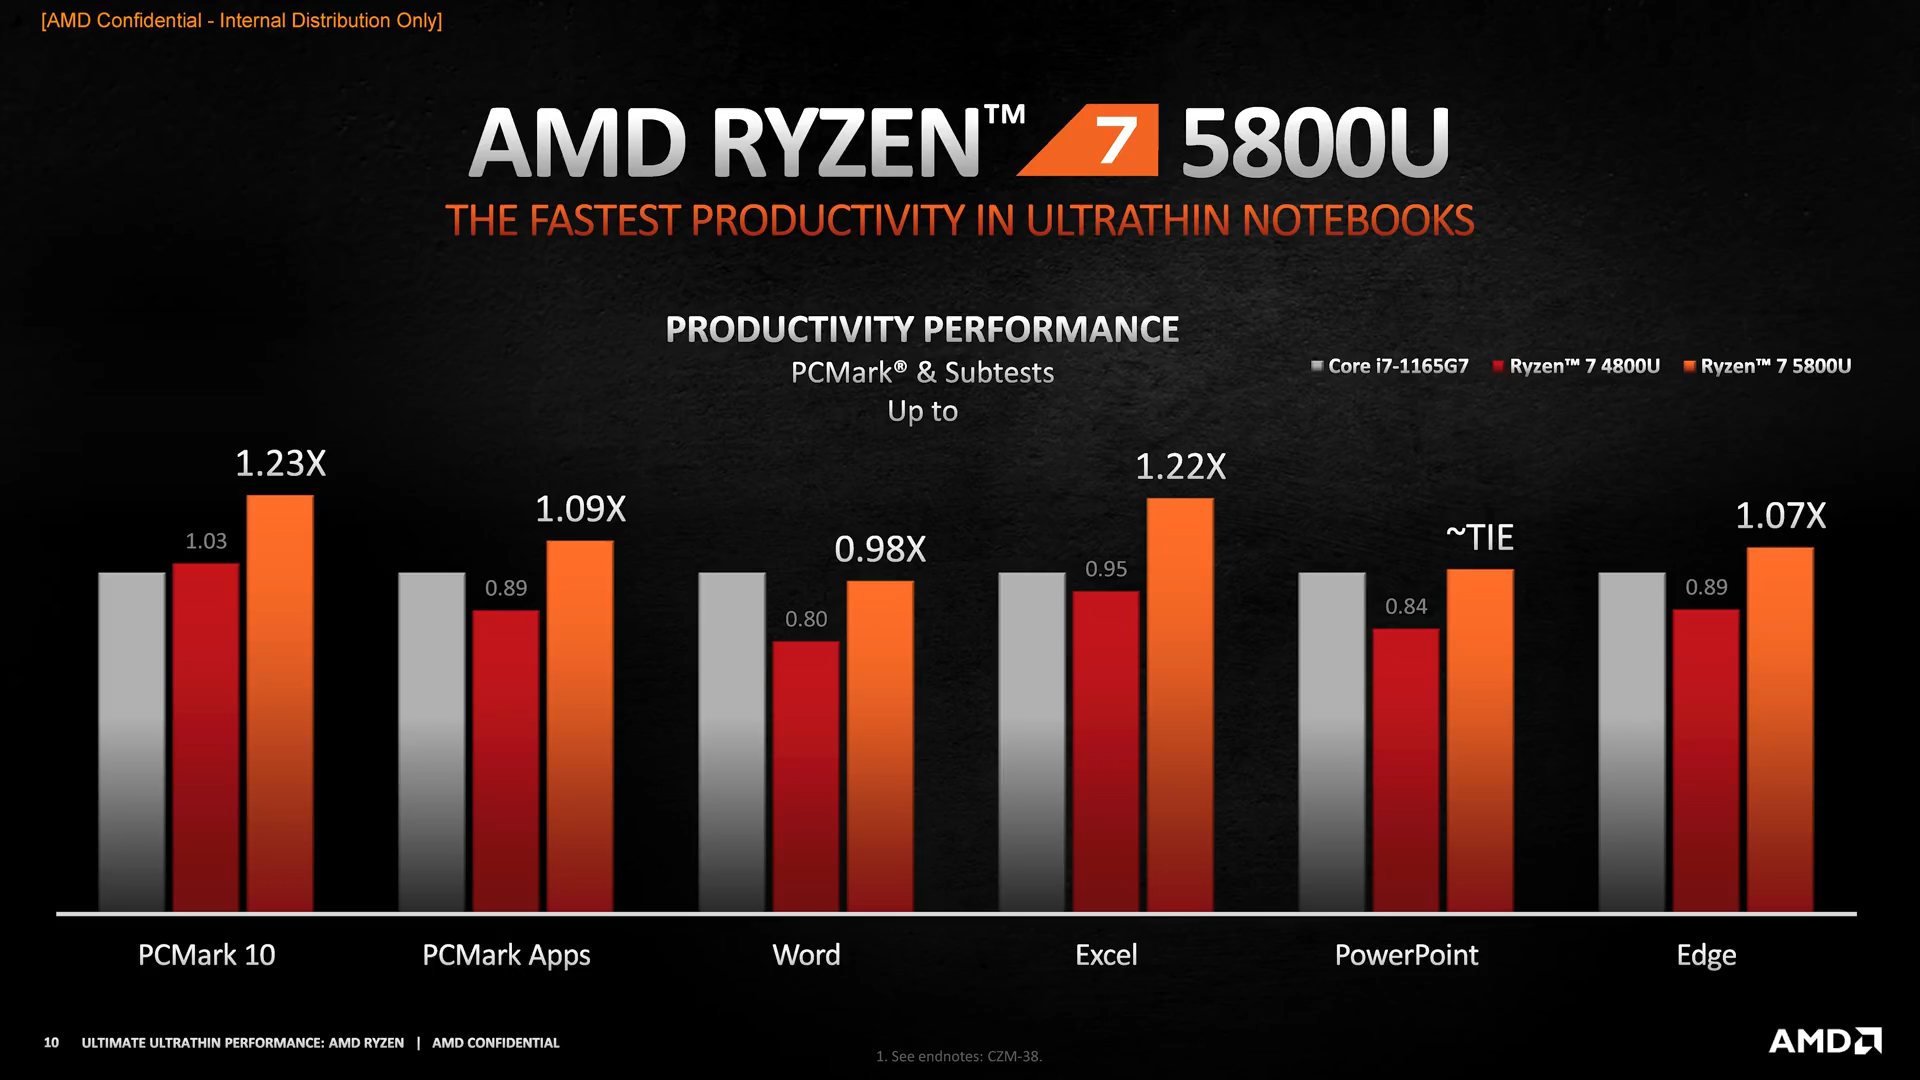 [AMD Confidential - Internal Distribution Only]
AMD RYZEN™ 7 5800U
THE FASTEST PRODUCTIVITY IN ULTRATHIN NOTEBOOKS
PRODUCTIVITY PERFORMANCE
PCMark® & Subtests
Up to
Core i7-1165G7 Ryzen™ 7 4800U Ryzen™ 7 5800U
1.03 1.23X
0.89 1.09X
0.80 0.98X
0.95 1.22X
0.84 ~TIE
0.89 1.07X
PCMark 10 PCMark Apps Word Excel PowerPoint Edge
10 ULTIMATE ULTRATHIN PERFORMANCE: AMD RYZEN | AMD CONFIDENTIAL
1. See endnotes: CZM-38.
AMD